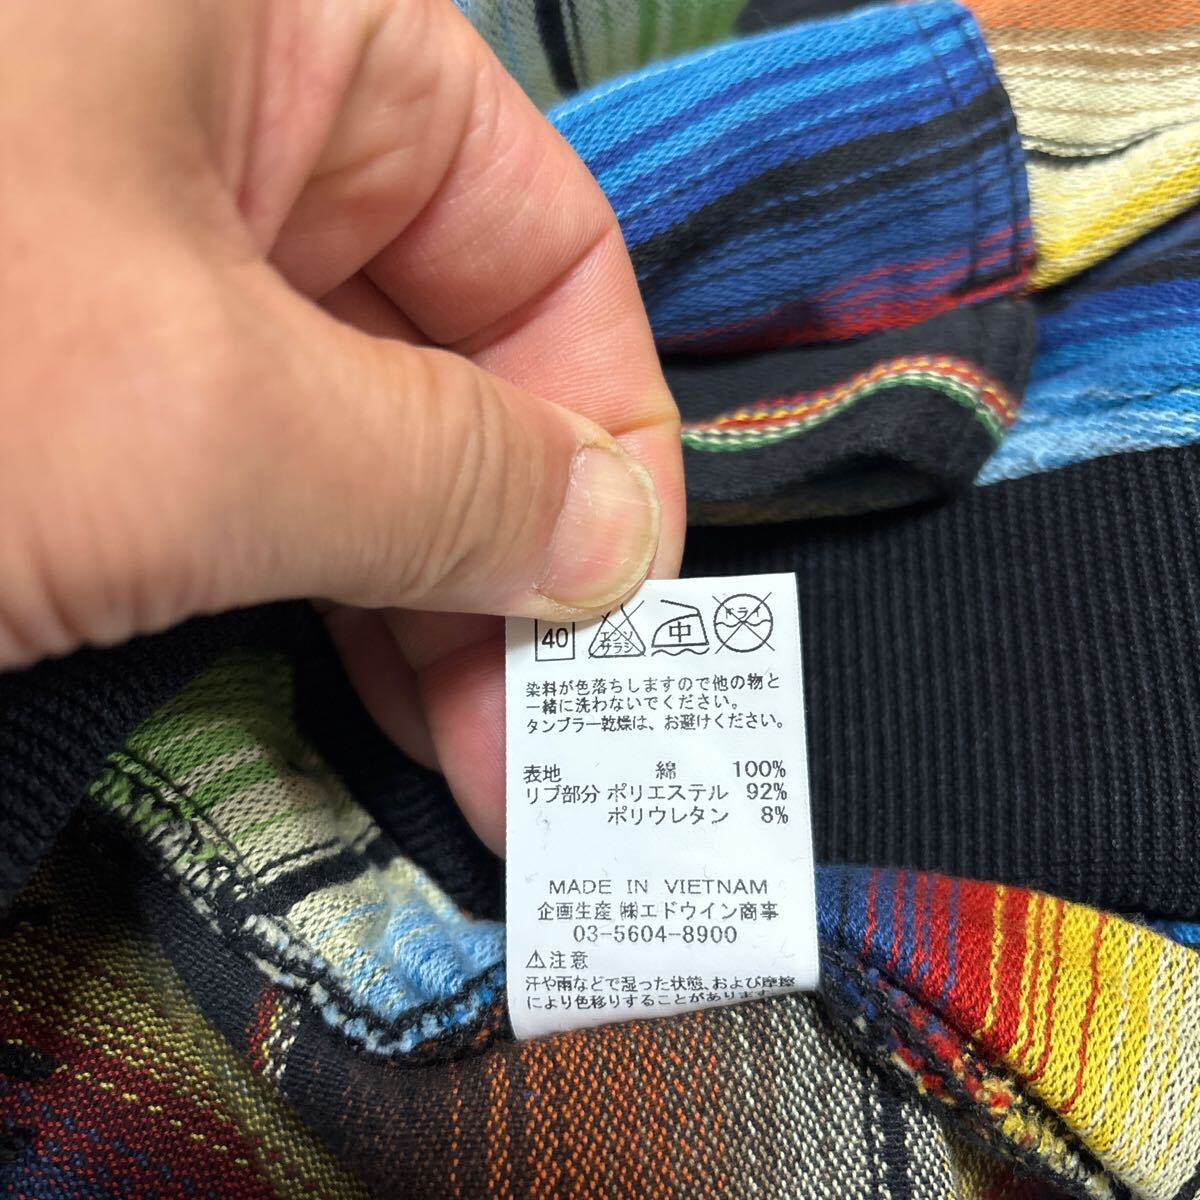 40 エンソ サラシ 中 ドライ
染料が色落ちしますので他の物と
一緒に洗わないでください。
タンブラー乾燥は、お避けください。
表地 綿 100%
リブ部分 ポリエステル 92%
ポリウレタン 8%
MADE IN VIETNAM
企画生産 ㈱エドウイン商事
03-5604-8900
⚠注意
汗や雨などで湿った状態、および摩擦
により色移りすることがあります